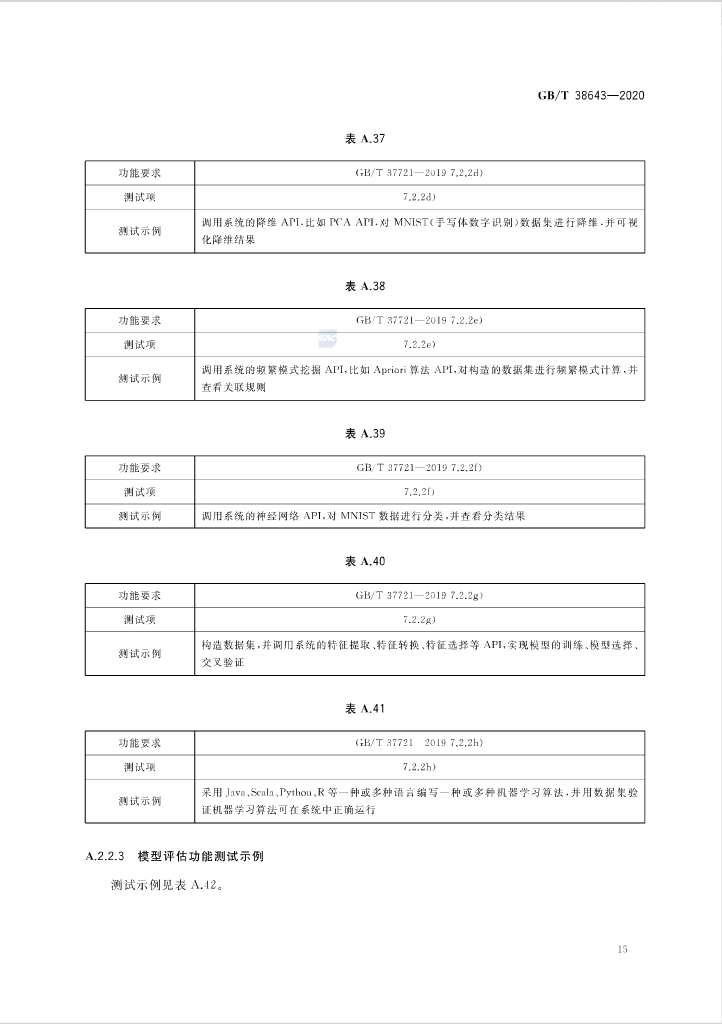 GB/T 38643—2020
表 A.37
功能要求 GB/T 37721—2019 7.2.2d)
测试项 7.2.2d)
测试示例 调用系统的降维 API,比如 PCA API,对 MNIST(手写体数字识别)数据集进行降维,并可视
化降维结果
表 A.38
功能要求 GB/T 37721—2019 7.2.2e)
测试项 7.2.2e)
测试示例 调用系统的频繁模式挖掘 API,比如 Apriori 算法 API,对构造的数据集进行频繁模式计算,并
查看关联规则
表 A.39
功能要求 GB/T 37721—2019 7.2.2f)
测试项 7.2.2f)
测试示例 调用系统的神经网络 API,对 MNIST 数据进行分类,并查看分类结果
表 A.40
功能要求 GB/T 37721—2019 7.2.2g)
测试项 7.2.2g)
测试示例 构造数据集,并调用系统的特征提取、特征转换、特征选择等 API,实现模型的训练、模型选择、
交叉验证
表 A.41
功能要求 GB/T 37721—2019 7.2.2h)
测试项 7.2.2h)
测试示例 采用 Java、Scala、Python、R 等一种或多种语言编写一种或多种机器学习算法,并用数据集验
证机器学习算法可在系统中正确运行
A.2.2.3 模型评估功能测试示例
测试示例见表 A.42。
15